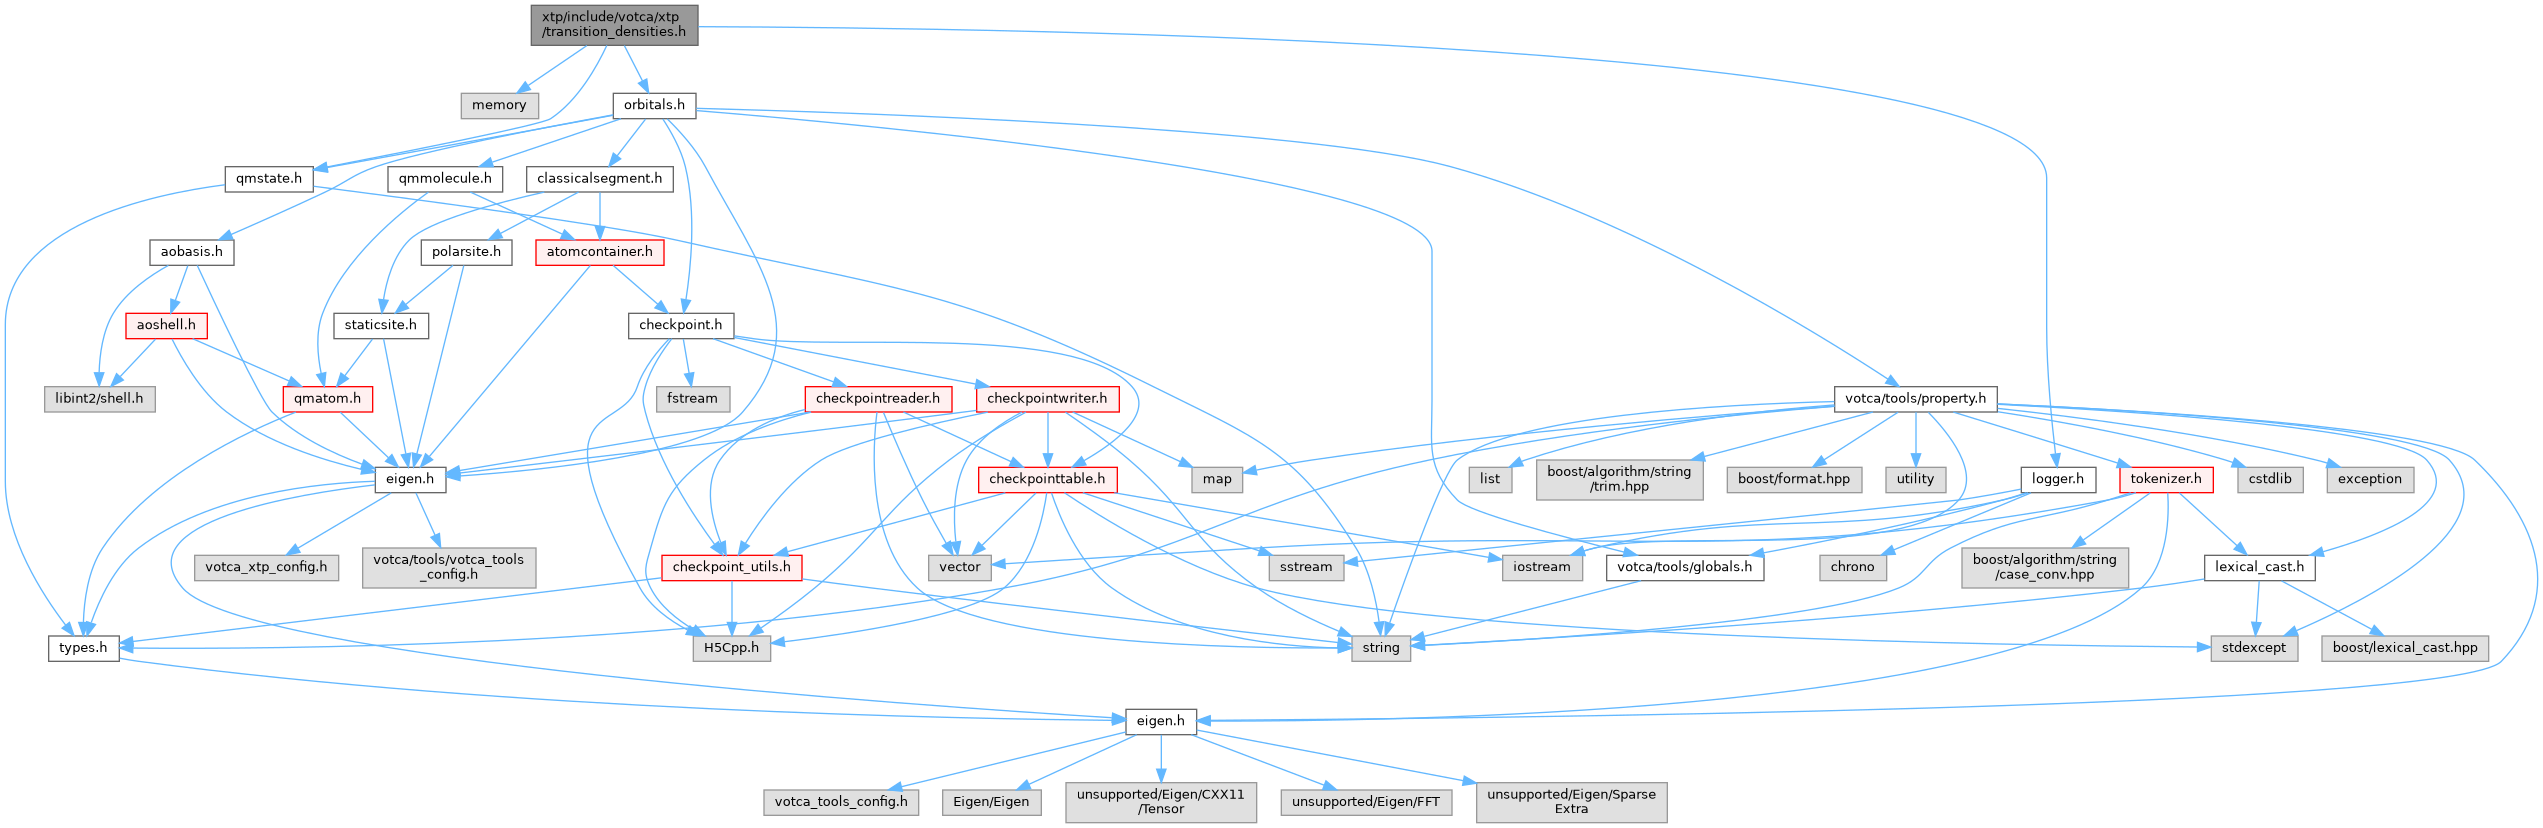 xtp/include/votca/xtp
/transition_densities.h
memory
orbitals.h
qmstate.h
qmmolecule.h
classicalsegment.h
aobasis.h
polarsite.h
atomcontainer.h
aoshell.h
staticsite.h
checkpoint.h
libint2/shell.h
qmatom.h
fstream
checkpointreader.h
checkpointwriter.h
votca/tools/property.h
eigen.h
checkpointtable.h
map
list
boost/algorithm/string
/trim.hpp
boost/format.hpp
utility
logger.h
tokenizer.h
cstdlib
exception
votca_xtp_config.h
votca/tools/votca_tools
_config.h
checkpoint_utils.h
vector
sstream
iostream
votca/tools/globals.h
chrono
boost/algorithm/string
/case_conv.hpp
lexical_cast.h
types.h
H5Cpp.h
string
stdexcept
boost/lexical_cast.hpp
eigen.h
votca_tools_config.h
Eigen/Eigen
unsupported/Eigen/CXX11
/Tensor
unsupported/Eigen/FFT
unsupported/Eigen/Sparse
Extra